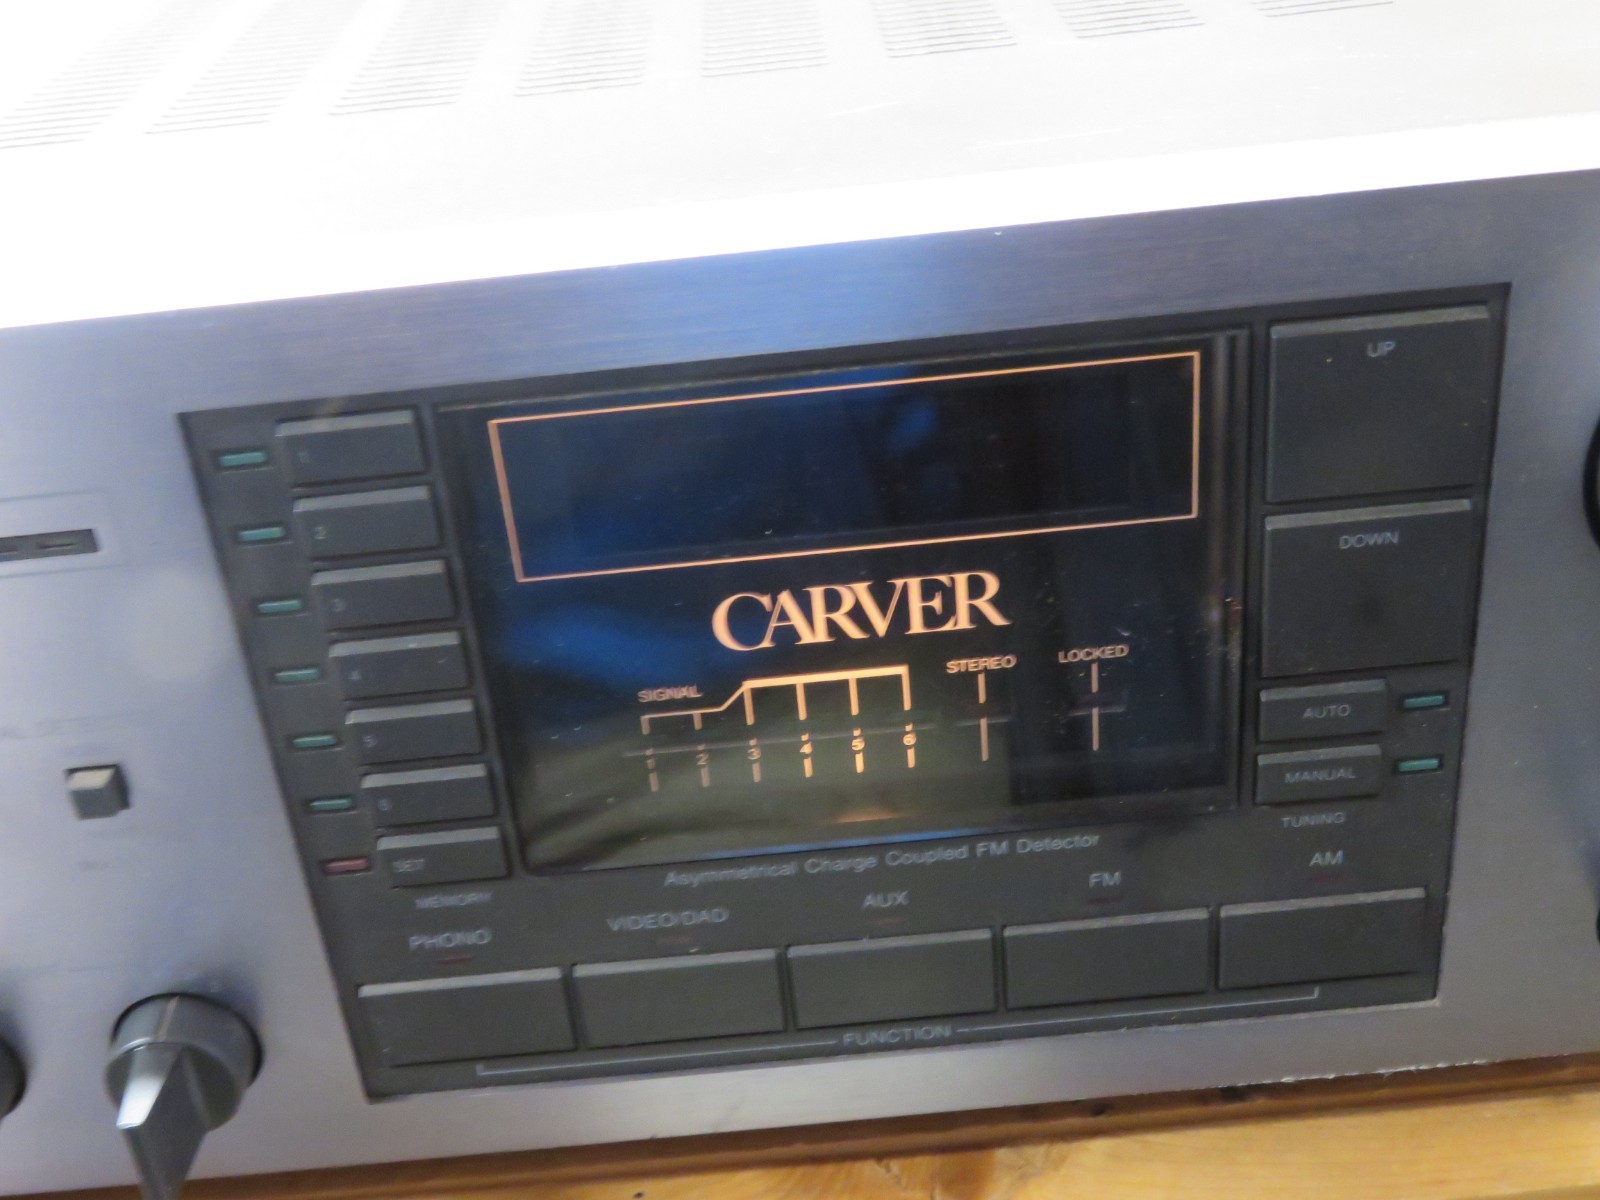 1
2
3
4
5
6
SET
MEMORY
CARVER
SIGNAL
1 2 3 4 5 6
STEREO
LOCKED
UP
DOWN
AUTO
MANUAL
TUNING
Asymmetrical Charge Coupled FM Detector
PHONO
VIDEO/DAD
AUX
FM
AM
FUNCTION